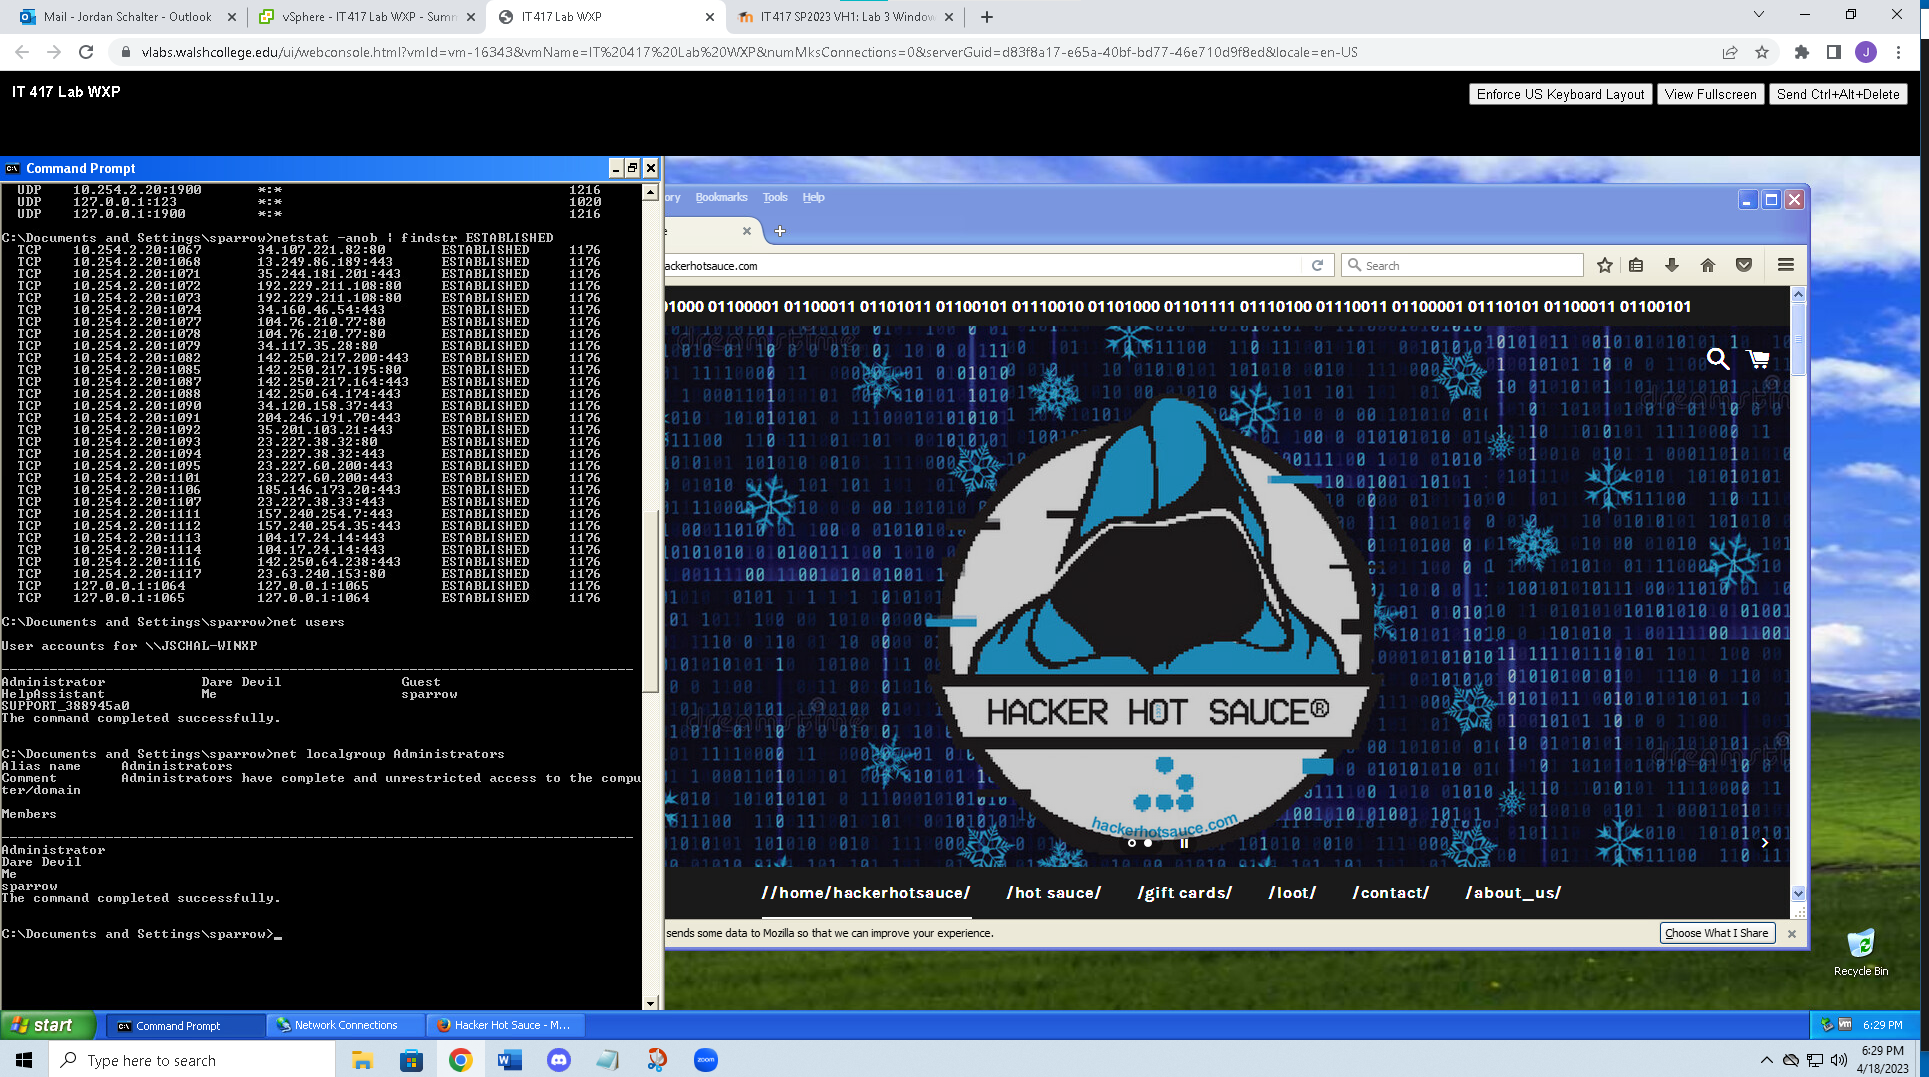 Mail - Jordan Schalter - Outlook
vSphere - IT417 Lab WXP - Summ
IT417 Lab WXP
IT417 SP2023 VH1: Lab 3 Window
vlabs.walshcollege.edu/ui/webconsole.html?vmId=vm-16343&vmName=IT%20417%20Lab%20WXP&numMksConnections=0&serverGuid=d83f8a17-e65a-40bf-bd77-46e710d9f8ed&locale=en-US
J
IT 417 Lab WXP
Enforce US Keyboard Layout
View Fullscreen
Send Ctrl+Alt+Delete
Command Prompt
UDP 10.254.2.20:1900 *:* 1216
UDP 127.0.0.1:123 *:* 1020
UDP 127.0.0.1:1900 *:* 1216
C:\Documents and Settings\sparrow>netstat -anob | findstr ESTABLISHED
TCP 10.254.2.20:1067 34.107.221.82:80 ESTABLISHED 1176
TCP 10.254.2.20:1068 13.249.86.189:443 ESTABLISHED 1176
TCP 10.254.2.20:1071 35.244.181.201:443 ESTABLISHED 1176
TCP 10.254.2.20:1072 192.229.211.108:80 ESTABLISHED 1176
TCP 10.254.2.20:1073 192.229.211.108:80 ESTABLISHED 1176
TCP 10.254.2.20:1074 34.160.46.54:443 ESTABLISHED 1176
TCP 10.254.2.20:1077 104.76.210.77:80 ESTABLISHED 1176
TCP 10.254.2.20:1078 104.76.210.77:80 ESTABLISHED 1176
TCP 10.254.2.20:1079 34.117.35.28:80 ESTABLISHED 1176
TCP 10.254.2.20:1082 142.250.217.200:443 ESTABLISHED 1176
TCP 10.254.2.20:1085 142.250.217.195:80 ESTABLISHED 1176
TCP 10.254.2.20:1087 142.250.217.164:443 ESTABLISHED 1176
TCP 10.254.2.20:1088 142.250.64.174:443 ESTABLISHED 1176
TCP 10.254.2.20:1090 34.120.158.37:443 ESTABLISHED 1176
TCP 10.254.2.20:1091 204.246.191.70:443 ESTABLISHED 1176
TCP 10.254.2.20:1092 35.201.103.21:443 ESTABLISHED 1176
TCP 10.254.2.20:1093 23.227.38.32:80 ESTABLISHED 1176
TCP 10.254.2.20:1094 23.227.38.32:443 ESTABLISHED 1176
TCP 10.254.2.20:1095 23.227.60.200:443 ESTABLISHED 1176
TCP 10.254.2.20:1101 23.227.60.200:443 ESTABLISHED 1176
TCP 10.254.2.20:1106 185.146.173.20:443 ESTABLISHED 1176
TCP 10.254.2.20:1107 23.227.38.33:443 ESTABLISHED 1176
TCP 10.254.2.20:1111 157.240.254.7:443 ESTABLISHED 1176
TCP 10.254.2.20:1112 157.240.254.35:443 ESTABLISHED 1176
TCP 10.254.2.20:1113 104.17.24.14:443 ESTABLISHED 1176
TCP 10.254.2.20:1114 104.17.24.14:443 ESTABLISHED 1176
TCP 10.254.2.20:1116 142.250.64.238:443 ESTABLISHED 1176
TCP 10.254.2.20:1117 23.63.240.153:80 ESTABLISHED 1176
TCP 127.0.0.1:1064 127.0.0.1:1065 ESTABLISHED 1176
TCP 127.0.0.1:1065 127.0.0.1:1064 ESTABLISHED 1176
C:\Documents and Settings\sparrow>net users
User accounts for \\JSCHAL-WINXP
Administrator Dare Devil Guest
HelpAssistant Me sparrow
SUPPORT_388945a0
The command completed successfully.
C:\Documents and Settings\sparrow>net localgroup Administrators
Alias name Administrators
Comment Administrators have complete and unrestricted access to the compu
ter/domain
Members
Administrator
Dare Devil
Me
sparrow
The command completed successfully.
C:\Documents and Settings\sparrow>_
ory Bookmarks Tools Help
ackerhotsauce.com
Search
01000 01100001 01100011 01101011 01100101 01110010 01101000 01101111 01110100 01110011 01100001 01110101 01100011 01100101
HACKER HOT SAUCE®
hackerhotsauce.com
//home/hackerhotsauce/ /hot sauce/ /gift cards/ /loot/ /contact/ /about_us/
sends some data to Mozilla so that we can improve your experience.
Choose What I Share
Recycle Bin
start
Command Prompt
Network Connections
Hacker Hot Sauce - M...
6:29 PM
Type here to search
zoom
6:29 PM
4/18/2023